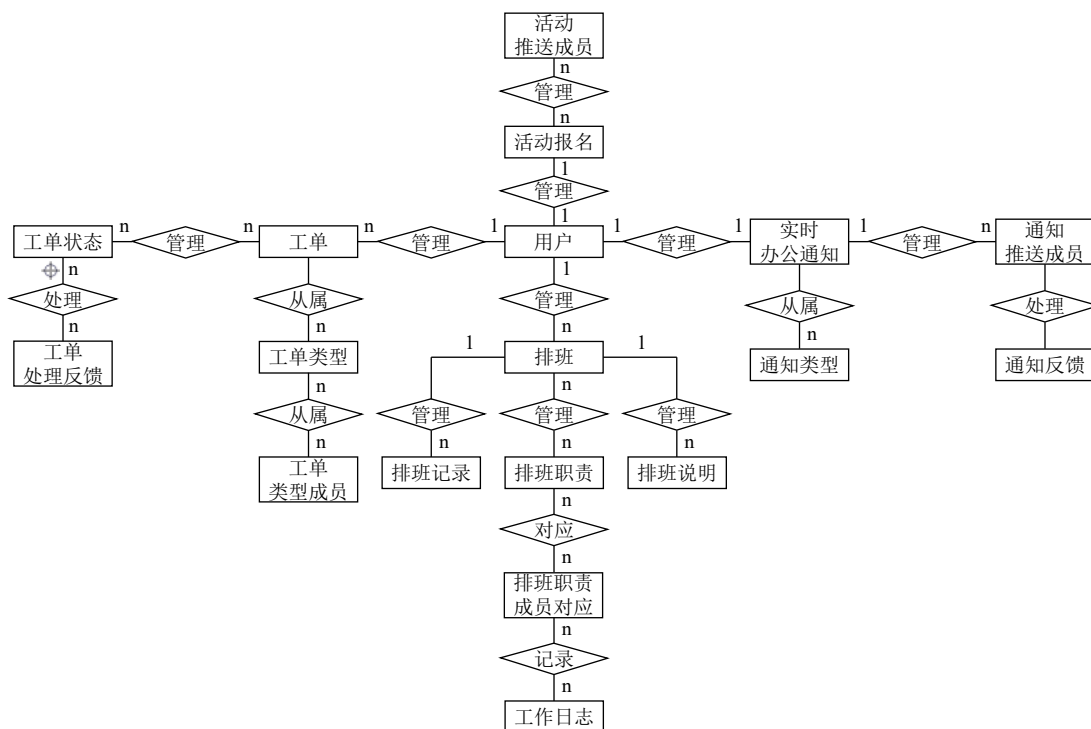 活动
推送成员
n
管理
n
活动报名
1
管理
1
工单状态
n
管理
n
工单
n
管理
1
用户
1
管理
1
实时
办公通知
1
管理
n
通知
推送成员
n
处理
n
工单
处理反馈
从属
n
工单类型
n
从属
n
工单
类型成员
1
管理
n
排班
1
管理
n
排班记录
n
管理
n
排班职责
1
管理
n
排班说明
n
对应
n
排班职责
成员对应
n
记录
n
工作日志
从属
n
通知类型
处理
n
通知反馈